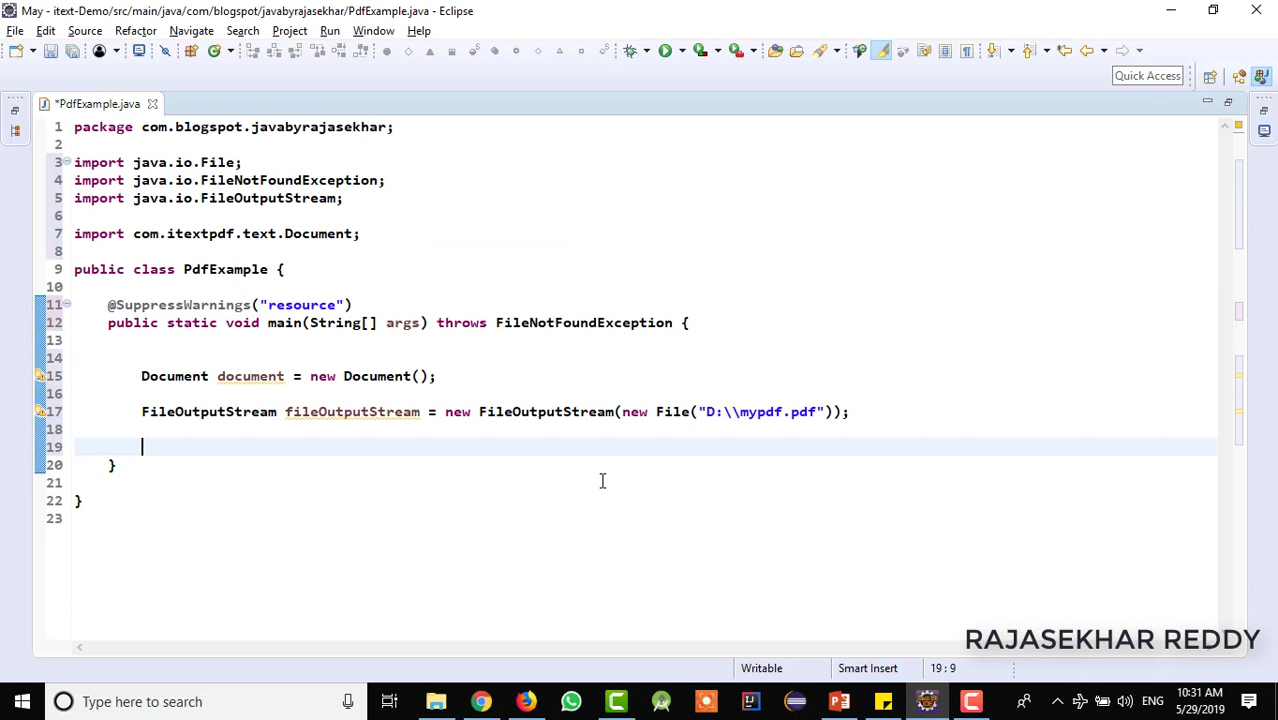 May - itext-Demo/src/main/java/com/blogspot/javabyrajasekhar/PdfExample.java - Eclipse
File Edit Source Refactor Navigate Search Project Run Window Help
Quick Access
*PdfExample.java
1 package com.blogspot.javabyrajasekhar;
2
3 import java.io.File;
4 import java.io.FileNotFoundException;
5 import java.io.FileOutputStream;
6
7 import com.itextpdf.text.Document;
8
9 public class PdfExample {
10
11 @SuppressWarnings("resource")
12 public static void main(String[] args) throws FileNotFoundException {
13
14
15 Document document = new Document();
16
17 FileOutputStream fileOutputStream = new FileOutputStream(new File("D:\\mypdf.pdf"));
18
19
20 }
21
22 }
23
RAJASEKHAR REDDY
Writable Smart Insert 19 : 9
Type here to search
ENG
10:31 AM
5/29/2019